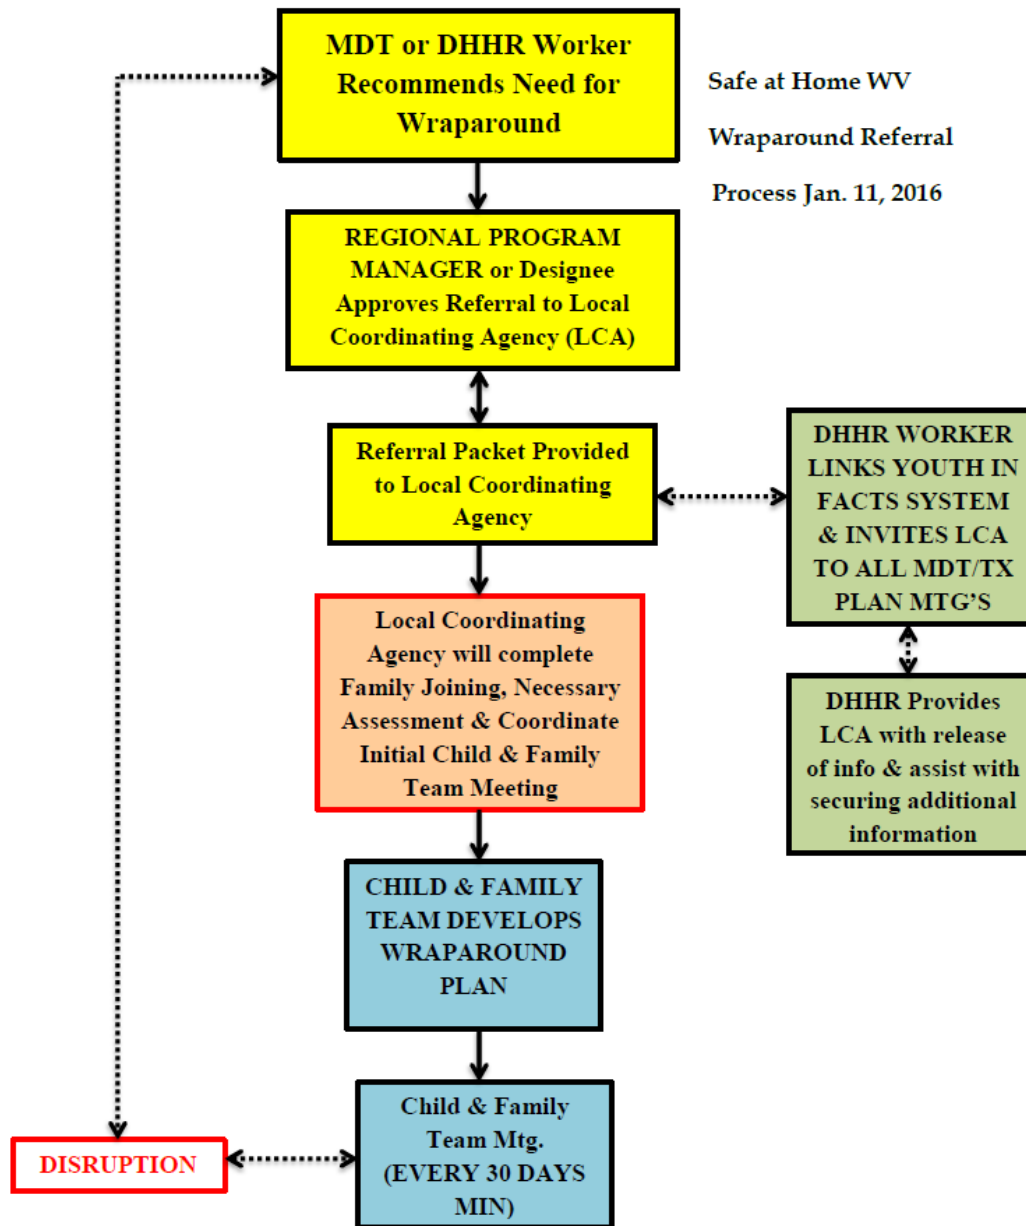 MDT or DHHR Worker
Recommends Need for
Wraparound
Safe at Home WV
Wraparound Referral
Process Jan. 11, 2016
REGIONAL PROGRAM
MANAGER or Designee
Approves Referral to Local
Coordinating Agency (LCA)
Referral Packet Provided
to Local Coordinating
Agency
DHHR WORKER
LINKS YOUTH IN
FACTS SYSTEM
& INVITES LCA
TO ALL MDT/TX
PLAN MTG’S
Local Coordinating
Agency will complete
Family Joining, Necessary
Assessment & Coordinate
Initial Child & Family
Team Meeting
DHHR Provides
LCA with release
of info & assist with
securing additional
information
CHILD & FAMILY
TEAM DEVELOPS
WRAPAROUND
PLAN
Child & Family
Team Mtg.
(EVERY 30 DAYS
MIN)
DISRUPTION